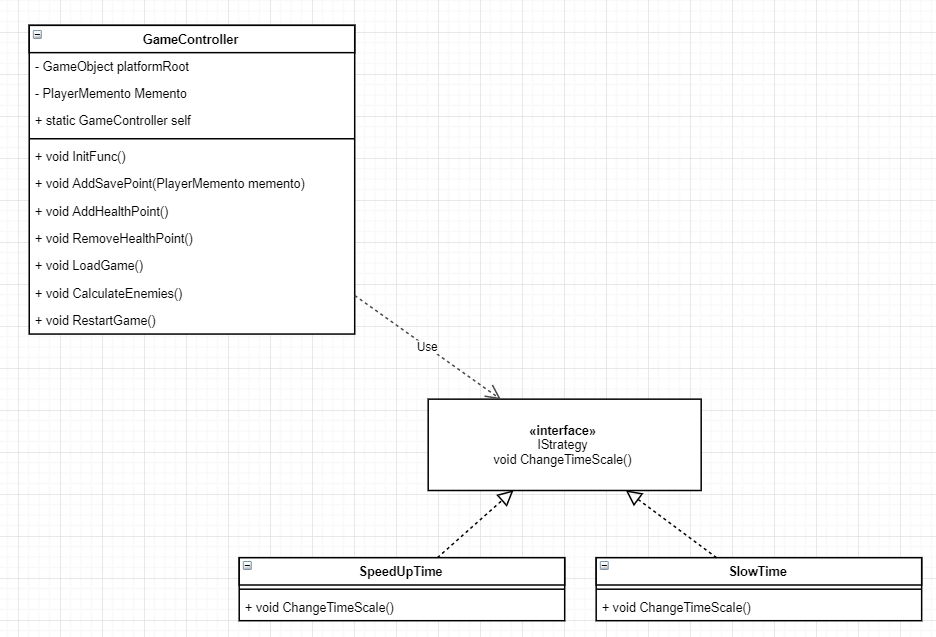 GameController
- GameObject platformRoot
- PlayerMemento Memento
+ static GameController self
+ void InitFunc()
+ void AddSavePoint(PlayerMemento memento)
+ void AddHealthPoint()
+ void RemoveHealthPoint()
+ void LoadGame()
+ void CalculateEnemies()
+ void RestartGame()
Use
«interface»
IStrategy
void ChangeTimeScale()
SpeedUpTime
+ void ChangeTimeScale()
SlowTime
+ void ChangeTimeScale()